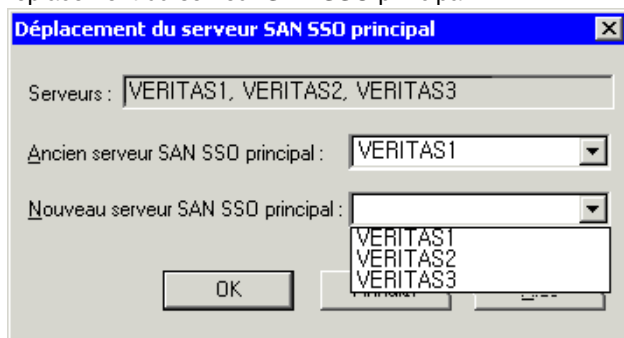 Déplacement du serveur SAN SSO principal
Serveurs : VERITAS1, VERITAS2, VERITAS3
Ancien serveur SAN SSO principal : VERITAS1
Nouveau serveur SAN SSO principal :
VERITAS1
VERITAS2
VERITAS3
OK